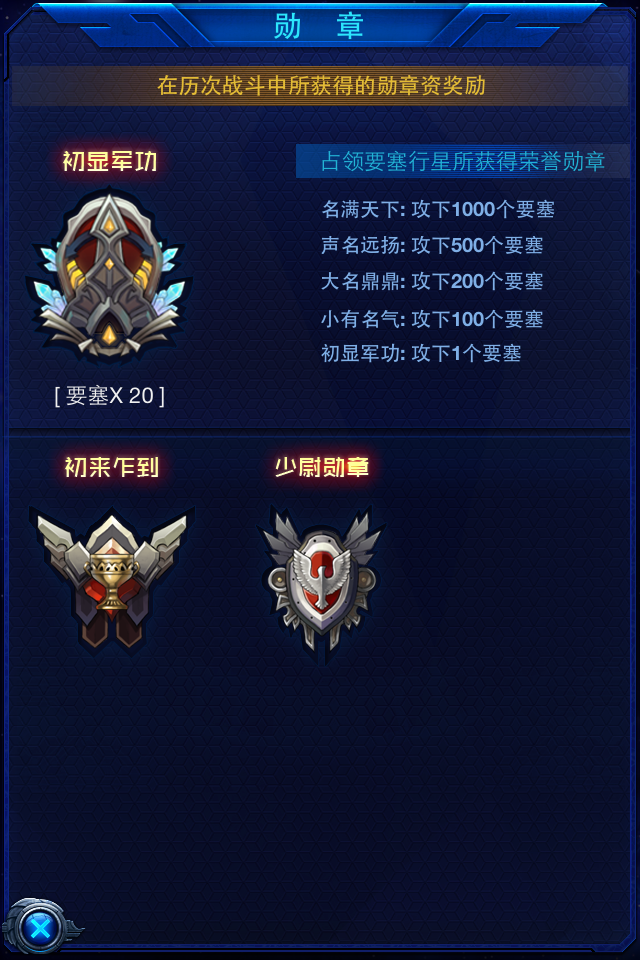 勋 章
在历次战斗中所获得的勋章资奖励
初显军功
占领要塞行星所获得荣誉勋章
名满天下: 攻下1000个要塞
声名远扬: 攻下500个要塞
大名鼎鼎: 攻下200个要塞
小有名气: 攻下100个要塞
初显军功: 攻下1个要塞
[ 要塞X 20 ]
初来乍到
少尉勋章